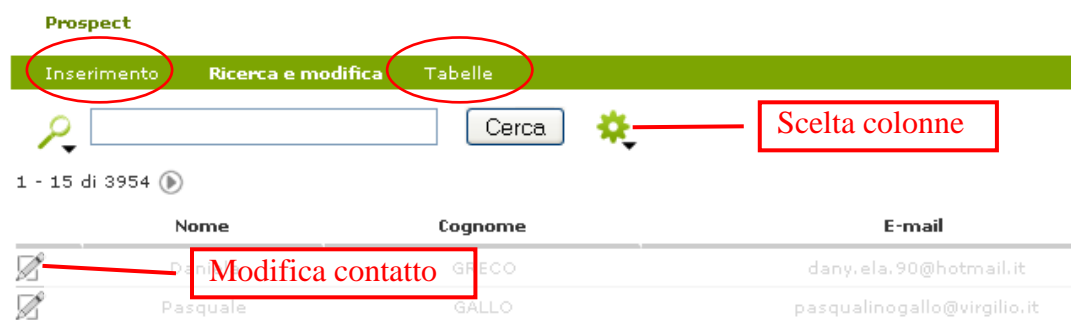 Prospect
Inserimento Ricerca e modifica Tabelle
Cerca Scelta colonne
1 - 15 di 3954
Nome Cognome E-mail
Modifica contatto GRECO dany.ela.90@hotmail.it
Pasquale GALLO pasqualinogallo@virgilio.it